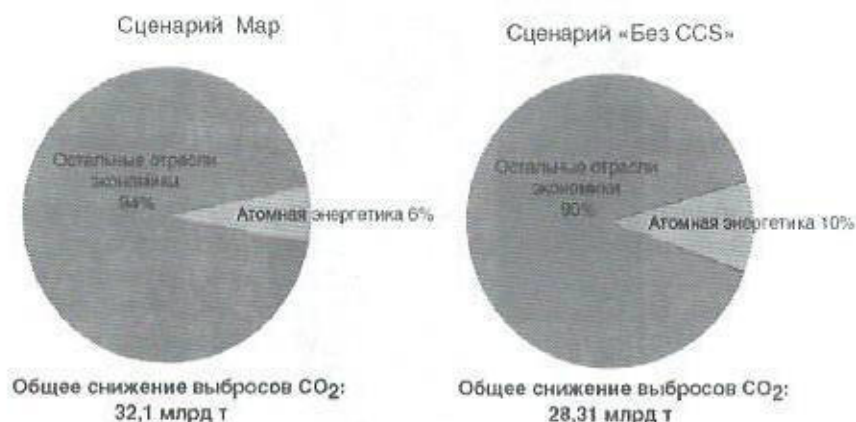 Сценарий Map
Остальные отрасли
экономики
94%
Атомная энергетика 6%
Общее снижение выбросов CO₂:
32,1 млрд т
Сценарий «Без CCS»
Остальные отрасли
экономики
90%
Атомная энергетика 10%
Общее снижение выбросов CO₂:
28,31 млрд т